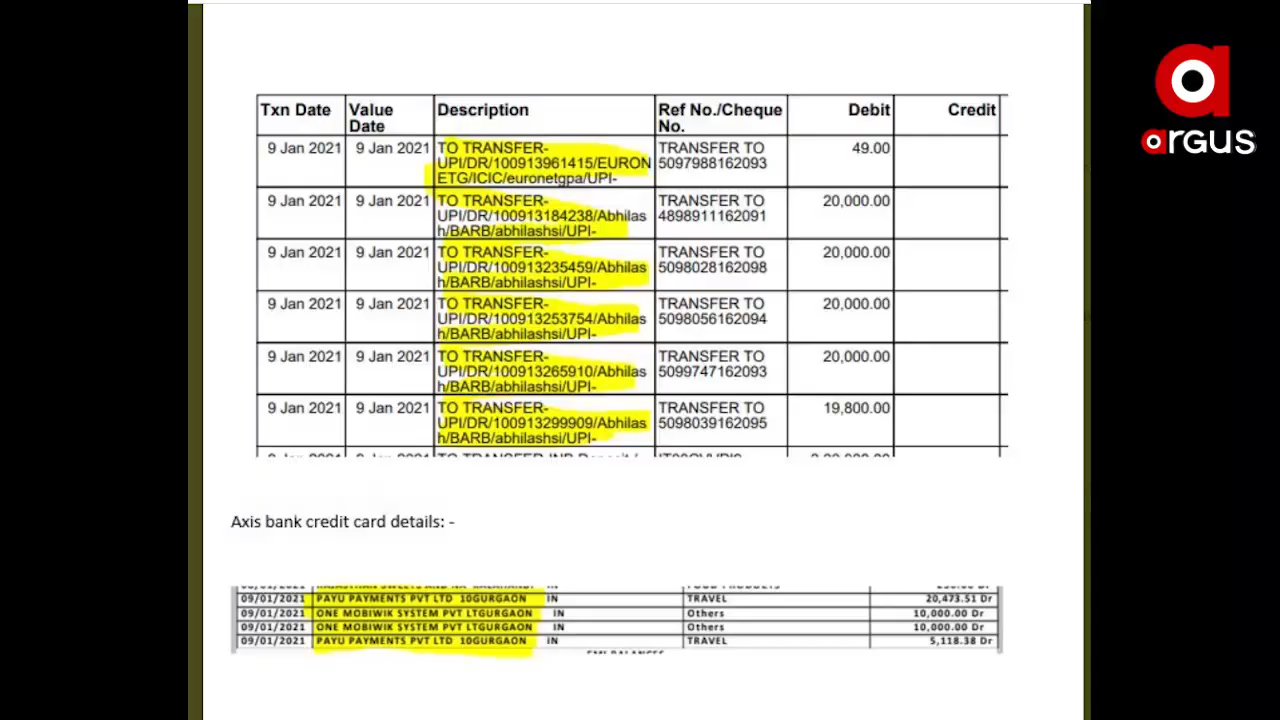 argus
Txn Date Value Date Description Ref No./Cheque No. Debit Credit
9 Jan 2021 9 Jan 2021 TO TRANSFER- TRANSFER TO 49.00
UPI/DR/100913961415/EURON 5097988162093
ETG/ICIC/euronetgpa/UPI-
9 Jan 2021 9 Jan 2021 TO TRANSFER- TRANSFER TO 20,000.00
UPI/DR/100913184238/Abhilas 4898911162091
h/BARB/abhilashsi/UPI-
9 Jan 2021 9 Jan 2021 TO TRANSFER- TRANSFER TO 20,000.00
UPI/DR/100913235459/Abhilas 5098028162098
h/BARB/abhilashsi/UPI-
9 Jan 2021 9 Jan 2021 TO TRANSFER- TRANSFER TO 20,000.00
UPI/DR/100913253754/Abhilas 5098056162094
h/BARB/abhilashsi/UPI-
9 Jan 2021 9 Jan 2021 TO TRANSFER- TRANSFER TO 20,000.00
UPI/DR/100913265910/Abhilas 5099747162093
h/BARB/abhilashsi/UPI-
9 Jan 2021 9 Jan 2021 TO TRANSFER- TRANSFER TO 19,800.00
UPI/DR/100913299909/Abhilas 5098039162095
h/BARB/abhilashsi/UPI-
Axis bank credit card details: -
09/01/2021 PAYU PAYMENTS PVT LTD 10GURGAON IN TRAVEL 20,473.51 Dr
09/01/2021 ONE MOBIWIK SYSTEM PVT LTGURGAON IN Others 10,000.00 Dr
09/01/2021 ONE MOBIWIK SYSTEM PVT LTGURGAON IN Others 10,000.00 Dr
09/01/2021 PAYU PAYMENTS PVT LTD 10GURGAON IN TRAVEL 5,118.38 Dr